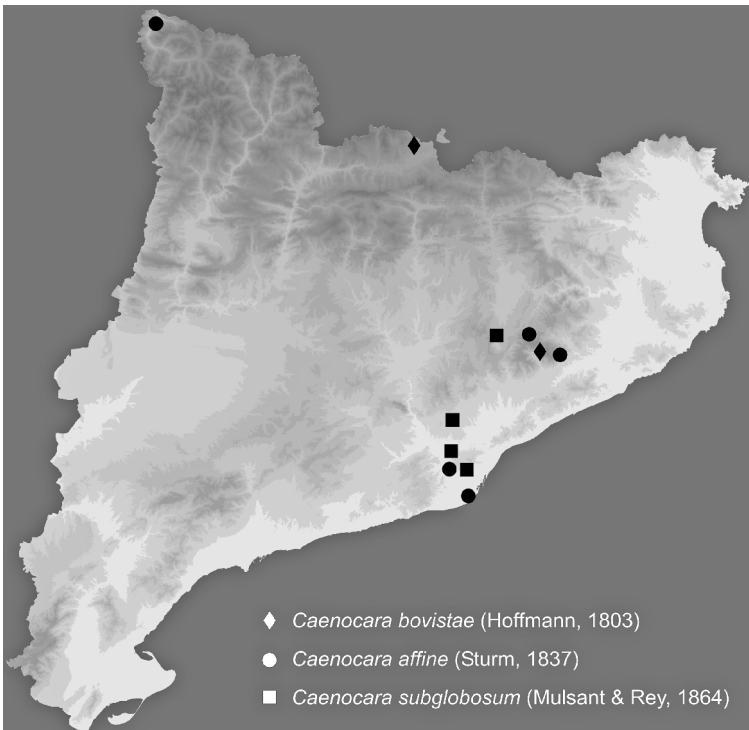 Caenocara bovistae (Hoffmann, 1803)
Caenocara affine (Sturm, 1837)
Caenocara subglobosum (Mulsant & Rey, 1864)